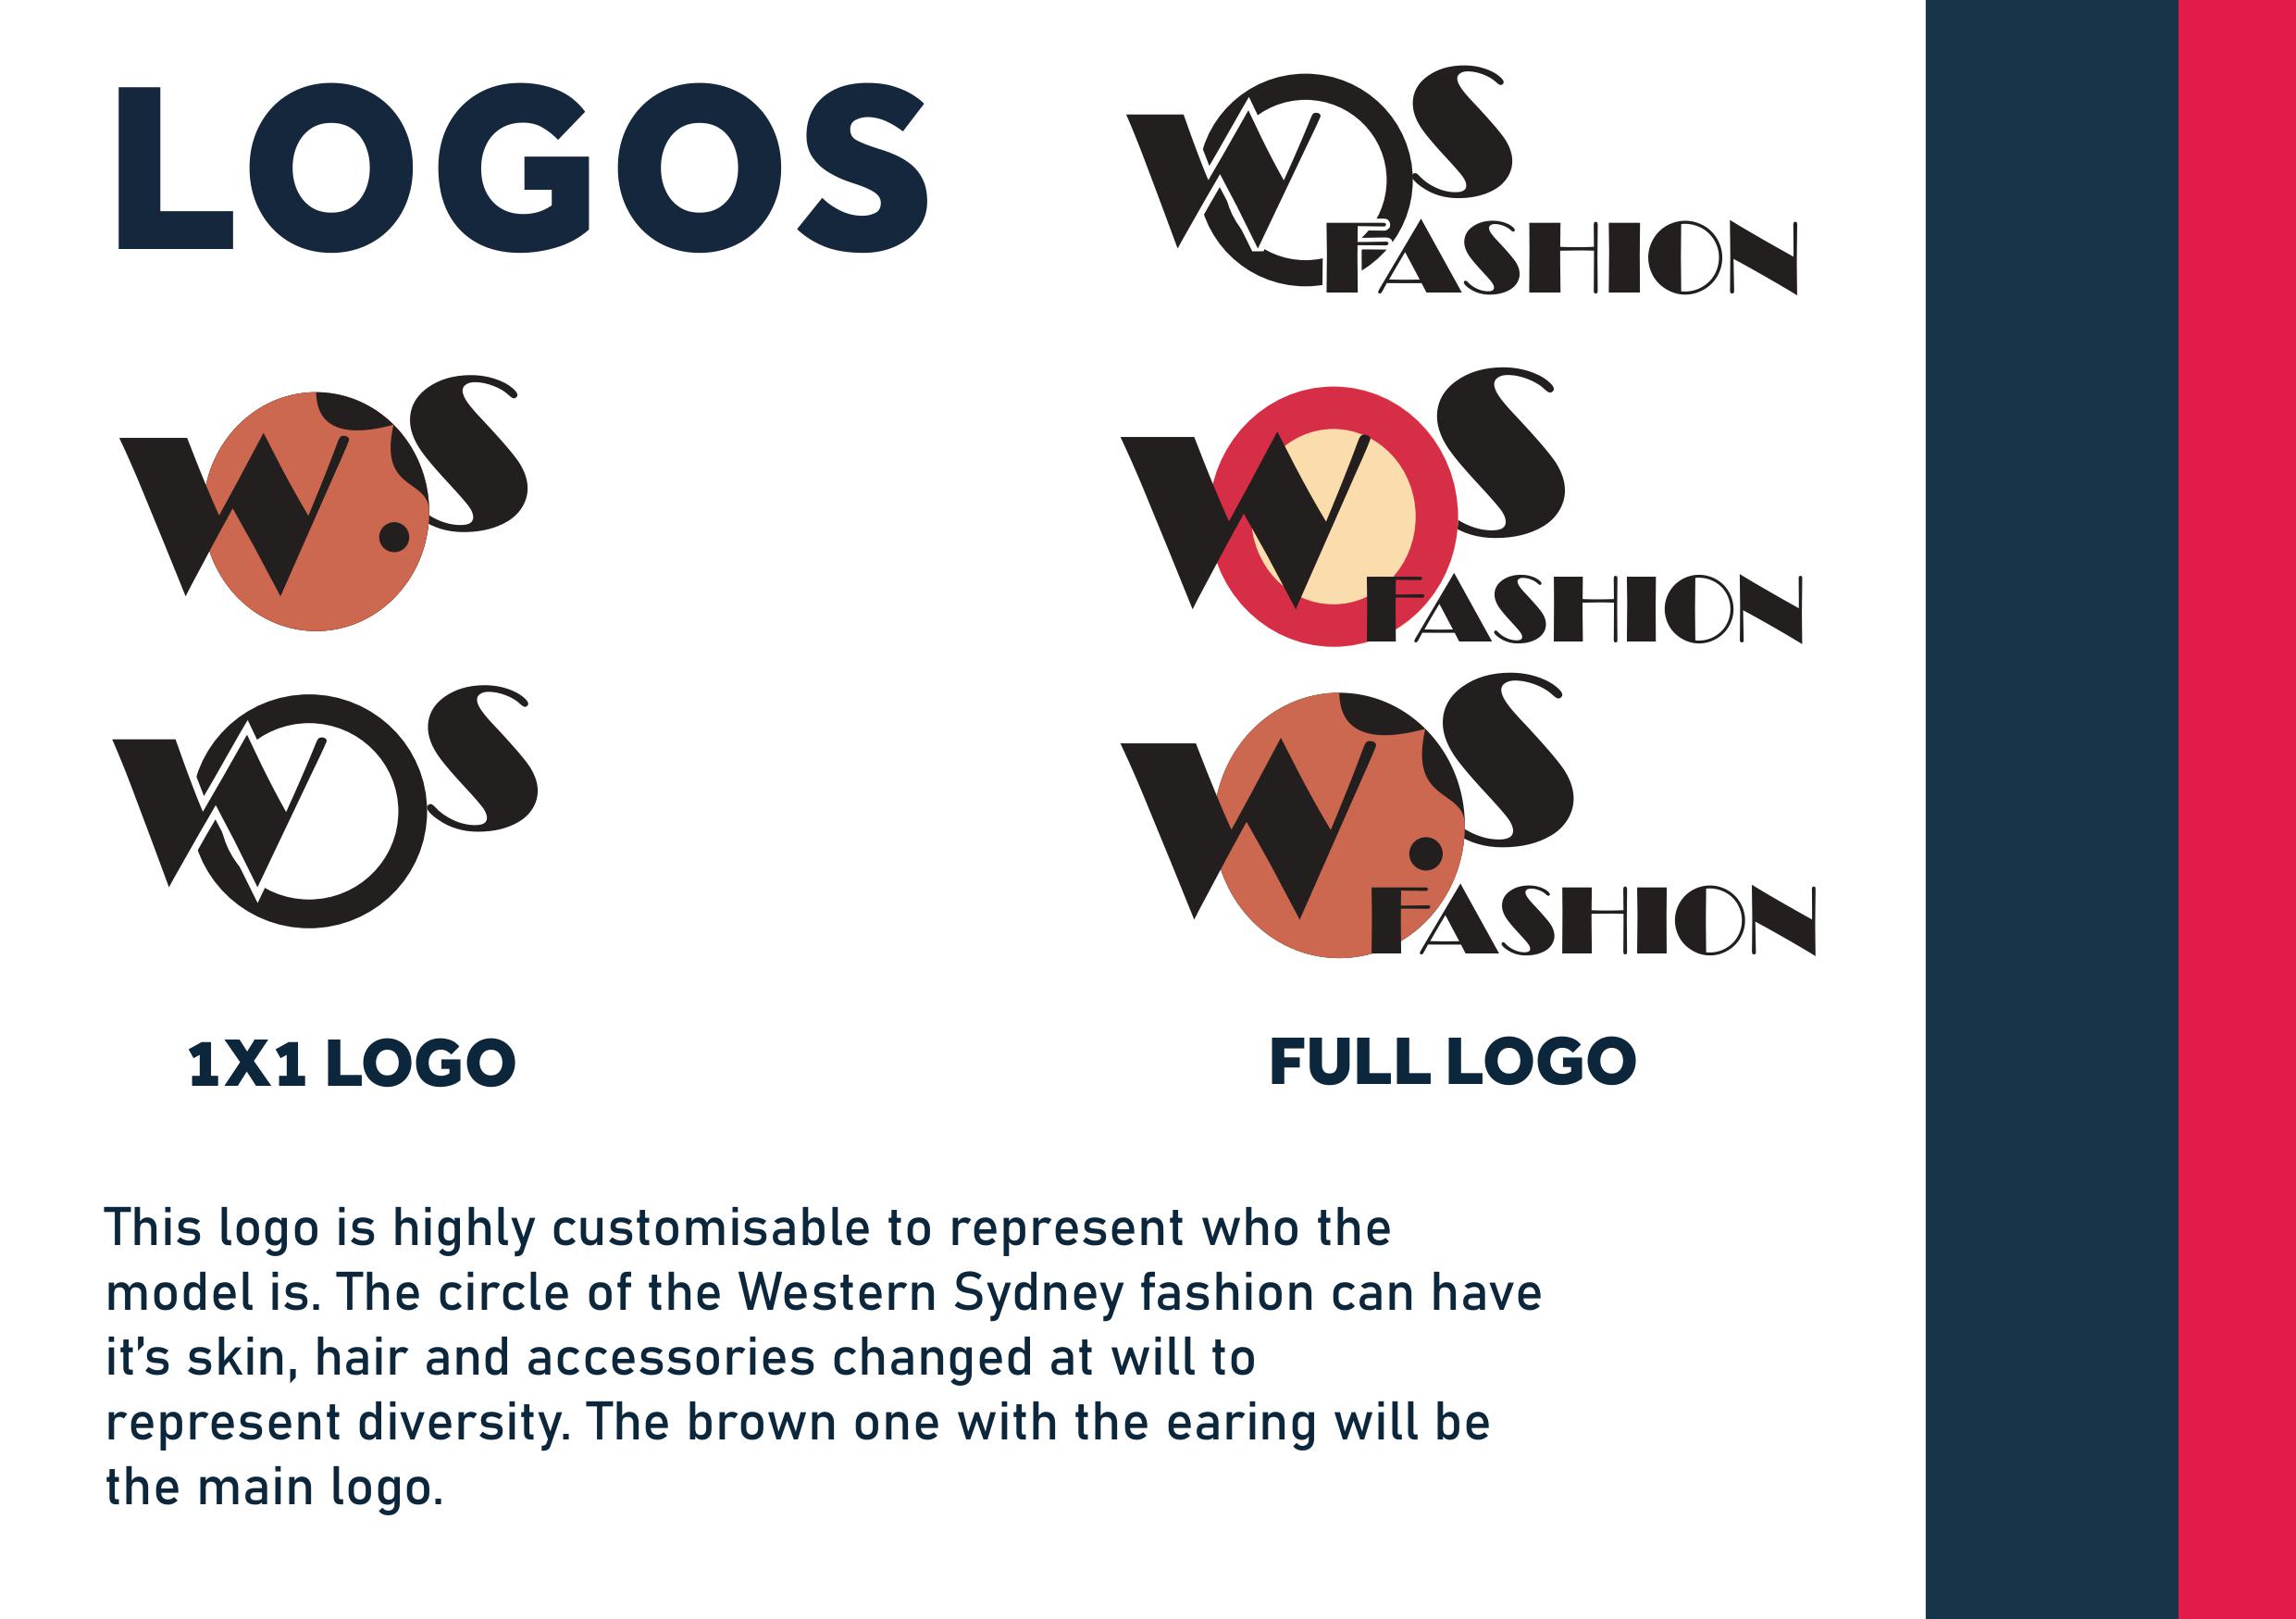 LOGOS
WOS
FASHION
WS
WOS
FASHION
WOS
WS
FASHION
1X1 LOGO
FULL LOGO
This logo is highly customisable to represent who the
model is. The circle of the Western Sydney fashion can have
it's skin, hair and accessories changed at will to
represent diversity. The brown one with the earing will be
the main logo.